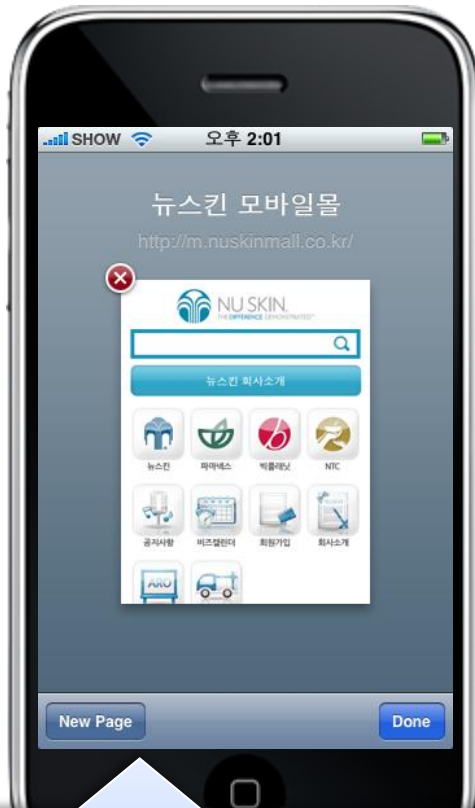 SHOW 오후 2:01
뉴스킨 모바일몰
http://m.nuskinmall.co.kr/
NU SKIN.
THE DIFFERENCE DEMONSTRATED
뉴스킨 회사소개
뉴스킨 파마넥스 빅플래닛 NTC
공지사항 비즈캘린더 회원가입 회사소개
ARO
New Page Done